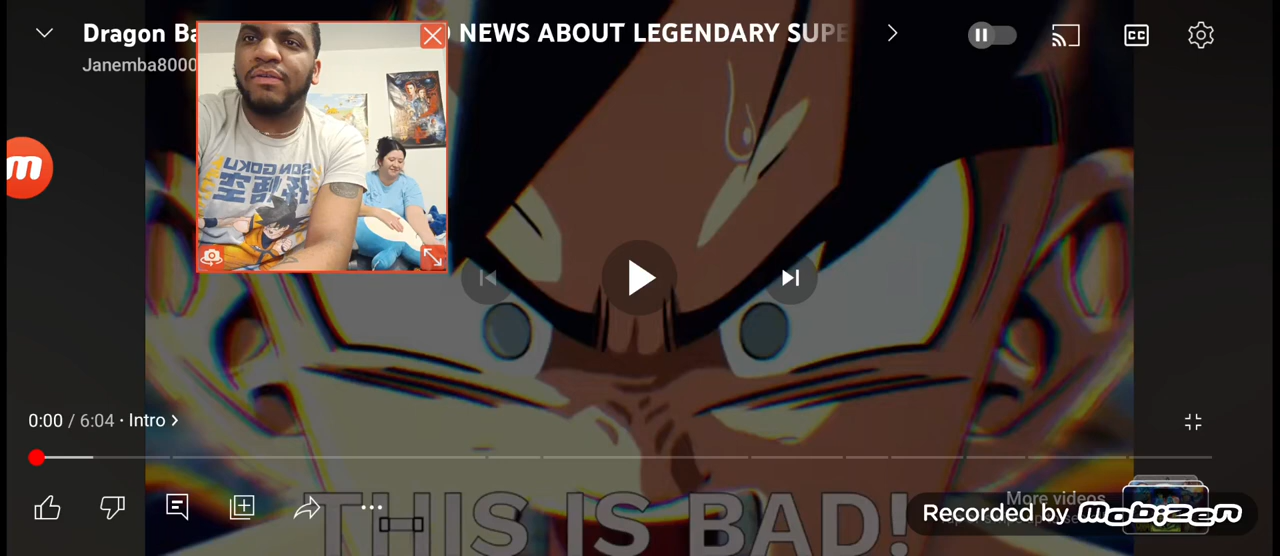 Dragon Ba
NEWS ABOUT LEGENDARY SUPE
Janemba8000
CC
SON GOKU
孫悟空
0:00 / 6:04 · Intro
THIS IS BAD!
More videos
Recorded by mobizen